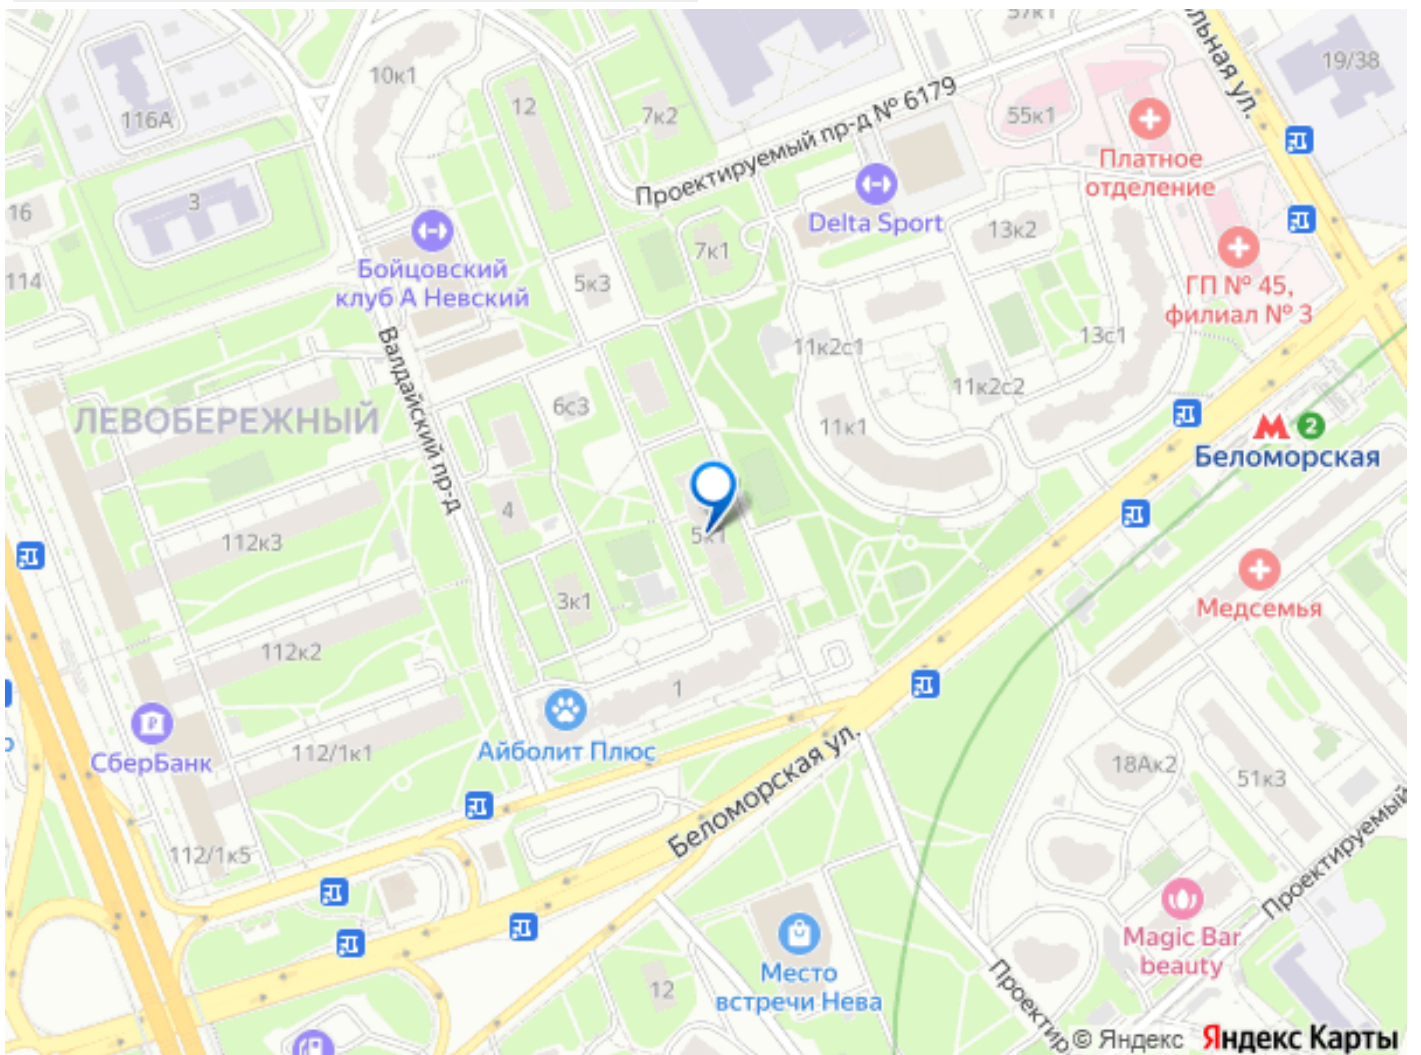 57к1
льная ул.
19/38
10к1
12
7к2
116А
Проектируемый пр-д № 6179
55к1
Платное
отделение
3
16
Delta Sport
13к2
7к1
Бойцовский
клуб А Невский
5к3
114
ГП № 45,
филиал № 3
Валдайский пр-д
11к2с1
13с1
11к2с2
6с3
ЛЕВОБЕРЕЖНЫЙ
11к1
М 2
Беломорская
4
5к1
112к3
3к1
Медсемья
112к2
1
СберБанк
112/1к1
Айболит Плюс
Беломорская ул.
18Ак2
51к3
112/1к5
Проектируемый
Magic Bar
beauty
Место
встречи Нева
12
Проектир
© Яндекс Яндекс Карты